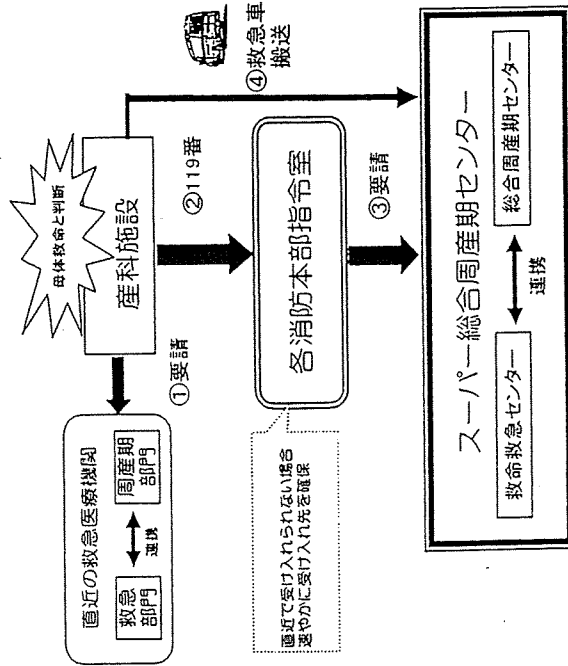 母体救命と判断
産科施設
①要請
直近の救急医療機関
救急
部門
連携
周産期
部門
②119番
各消防本部指令室
直近で受け入れられない場合
速やかに受け入れ先を確保
③要請
④救急車
搬送
スーパー総合周産期センター
救命救急センター
連携
総合周産期センター